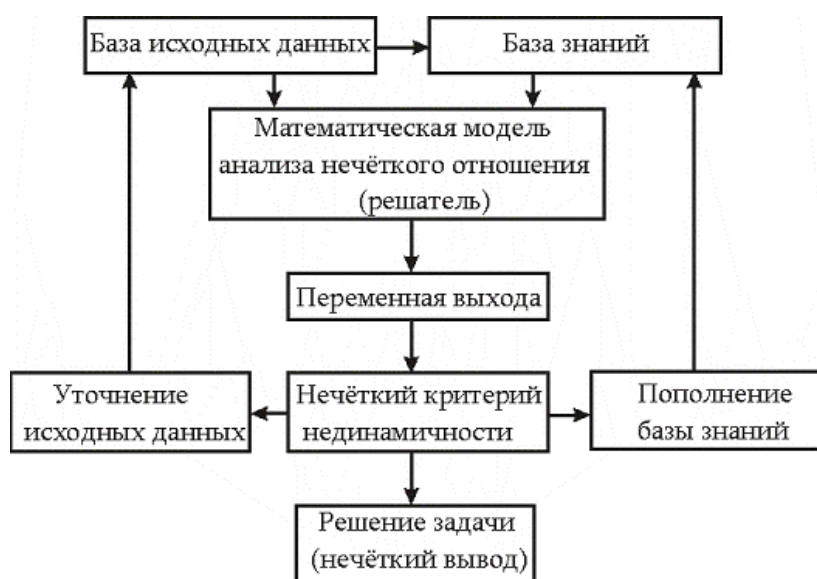 База исходных данных
База знаний
Математическая модель
анализа нечёткого отношения
(решатель)
Переменная выхода
Уточнение
исходных данных
Нечёткий критерий
нединамичности
Пополнение
базы знаний
Решение задачи
(нечёткий вывод)